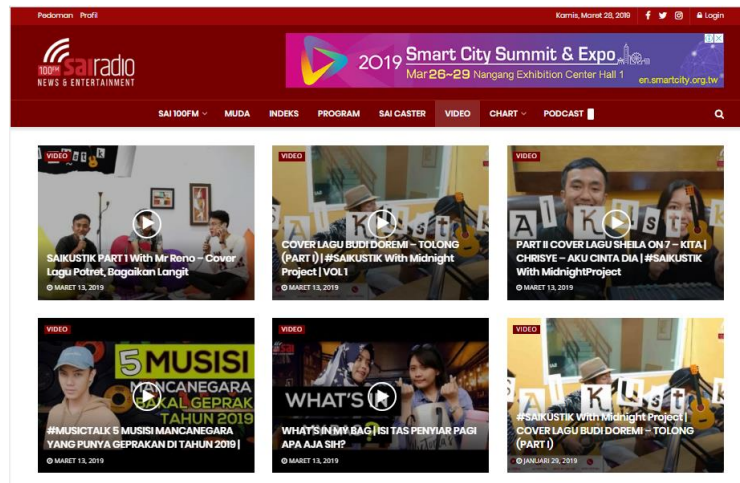 Pedoman Profil
Kamis, Maret 28, 2019
Login
100FM sairadio
NEWS & ENTERTAINMENT
2019 Smart City Summit & Expo
Mar 26~29 Nangang Exhibition Center Hall 1
en.smartcity.org.tw
SAI 100FM MUDA INDEKS PROGRAM SAI CASTER VIDEO CHART PODCAST
VIDEO
SAIKUSTIK PART 1 With Mr Reno – Cover
Lagu Potret, Bagaikan Langit
MARET 13, 2019
VIDEO
COVER LAGU BUDI DOREMI – TOLONG
(PART I) | #SAIKUSTIK With Midnight
Project | VOL 1
MARET 13, 2019
VIDEO
PART II COVER LAGU SHEILA ON 7 – KITA |
CHRISYE – AKU CINTA DIA | #SAIKUSTIK
With MidnightProject
MARET 13, 2019
VIDEO
5 MUSISI
MANCANEGARA
BAKAL GEPRAK
TAHUN 2019
#MUSICTALK 5 MUSISI MANCANEGARA
YANG PUNYA GEPRAKAN DI TAHUN 2019 |
MARET 13, 2019
VIDEO
WHAT'S IN
WHAT'S IN MY BAG | ISI TAS PENYIAR PAGI
APA AJA SIH?
MARET 13, 2019
VIDEO
#SAIKUSTIK With Midnight Project |
COVER LAGU BUDI DOREMI – TOLONG
(PART I)
JANUARI 29, 2019